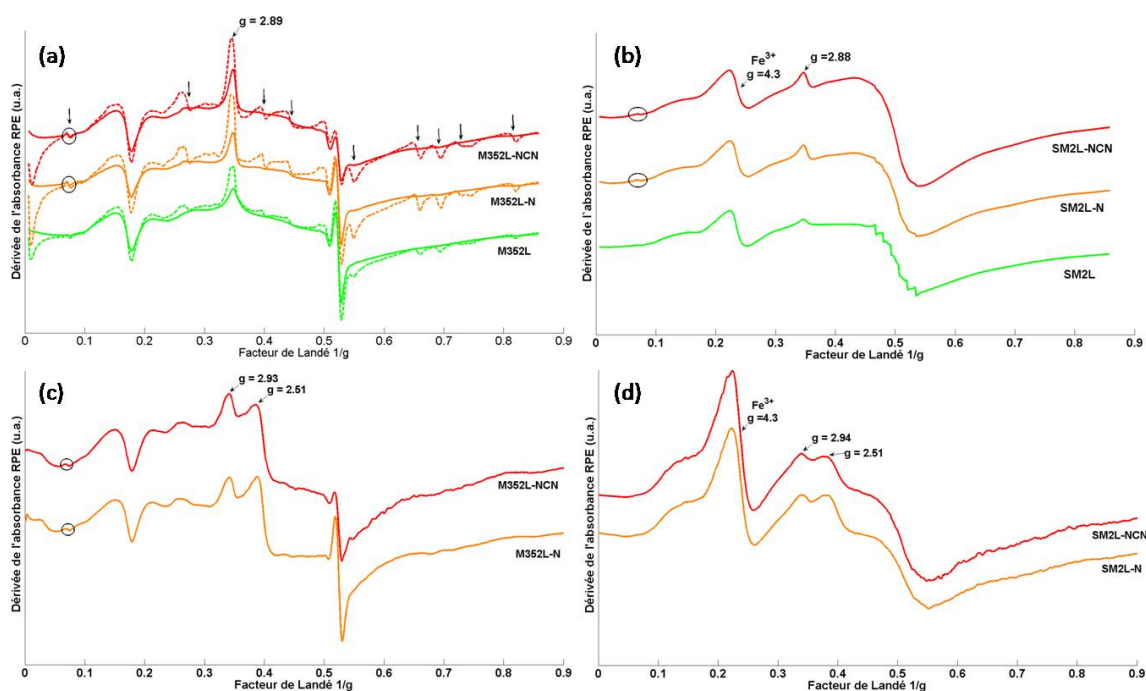 (a)
g = 2.89
M352L-NCN
M352L-N
M352L
Dérivée de l'absorbance RPE (u.a.)
0 0.1 0.2 0.3 0.4 0.5 0.6 0.7 0.8 0.9
Facteur de Landé 1/g
(b)
Fe3+
g =4.3
g =2.88
SM2L-NCN
SM2L-N
SM2L
Dérivée de l'absorbance RPE (u.a.)
0 0.1 0.2 0.3 0.4 0.5 0.6 0.7 0.8 0.9
Facteur de Landé 1/g
(c)
g = 2.93
g = 2.51
M352L-NCN
M352L-N
Dérivée de l'absorbance RPE (u.a.)
0 0.1 0.2 0.3 0.4 0.5 0.6 0.7 0.8 0.9
Facteur de Landé 1/g
(d)
Fe3+
g =4.3
g = 2.94
g = 2.51
SM2L-NCN
SM2L-N
Dérivée de l'absorbance RPE (u.a.)
0 0.1 0.2 0.3 0.4 0.5 0.6 0.7 0.8 0.9
Facteur de Landé 1/g